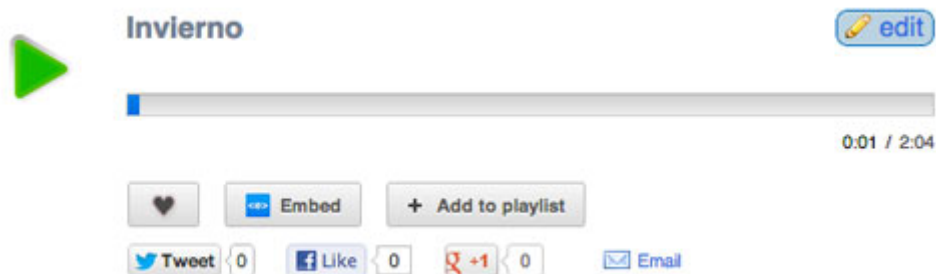 Invierno edit
0:01 / 2:04
Embed + Add to playlist
Tweet 0 Like 0 +1 0 Email